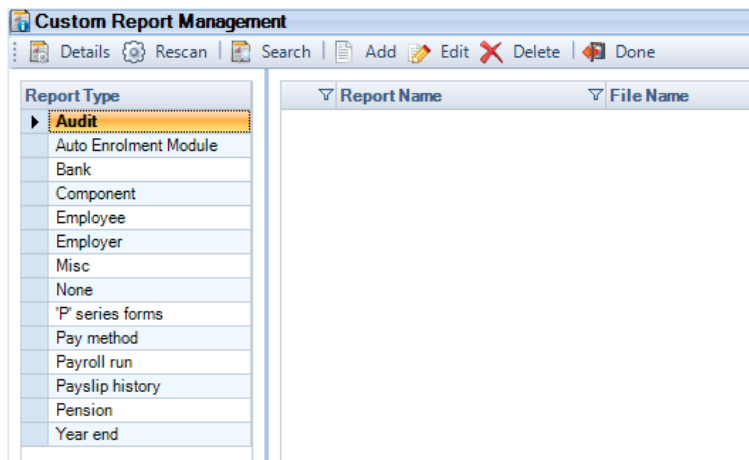 Custom Report Management
Details Rescan Search Add Edit Delete Done
Report Type Report Name File Name
Audit
Auto Enrolment Module
Bank
Component
Employee
Employer
Misc
None
'P' series forms
Pay method
Payroll run
Payslip history
Pension
Year end